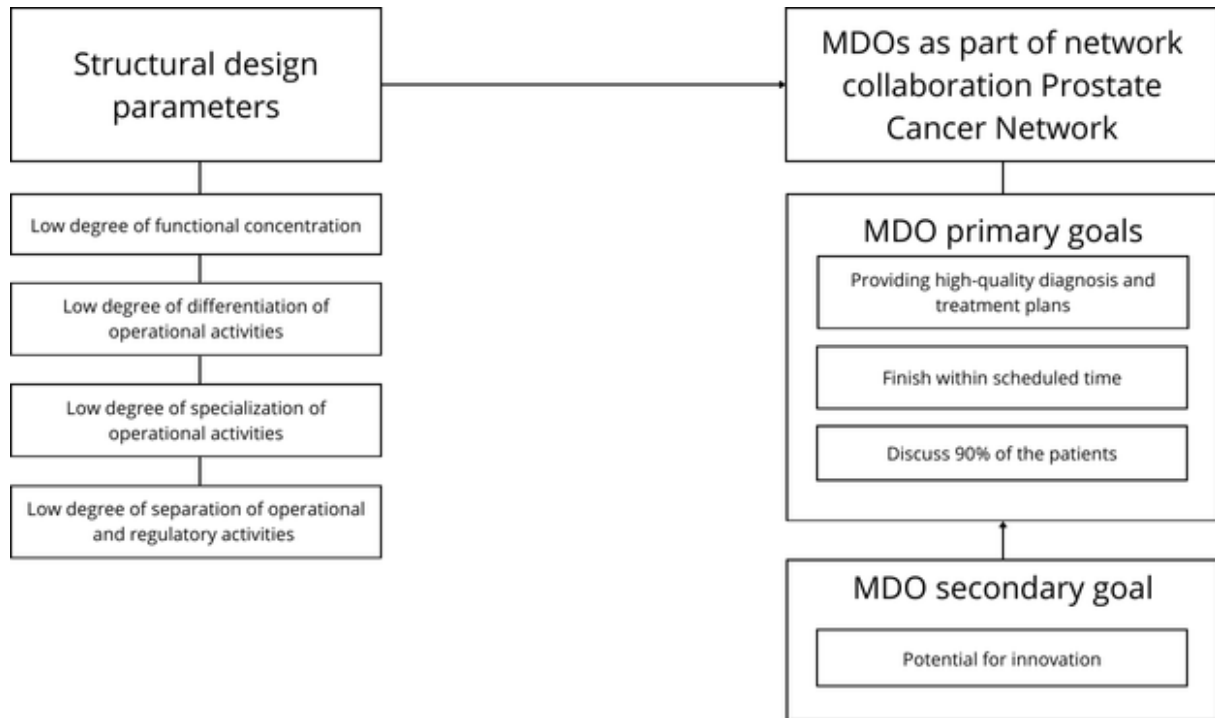 Structural design
parameters
Low degree of functional concentration
Low degree of differentiation of
operational activities
Low degree of specialization of
operational activities
Low degree of separation of operational
and regulatory activities
MDOs as part of network
collaboration Prostate
Cancer Network
MDO primary goals
Providing high-quality diagnosis and
treatment plans
Finish within scheduled time
Discuss 90% of the patients
MDO secondary goal
Potential for innovation